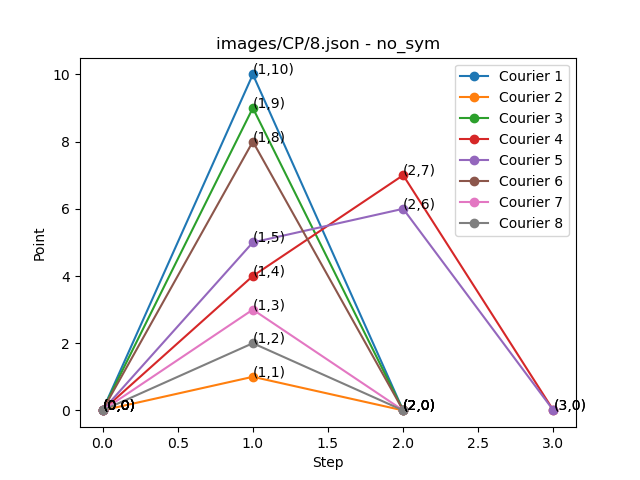 images/CP/8.json - no_sym
Point
10
8
6
4
2
0
(1,10)
(1,9)
(1,8)
(2,7)
(2,6)
(1,5)
(1,4)
(1,3)
(1,2)
(1,1)
(0,0)
(2,0)
(3,0)
Courier 1
Courier 2
Courier 3
Courier 4
Courier 5
Courier 6
Courier 7
Courier 8
0.0 0.5 1.0 1.5 2.0 2.5 3.0
Step